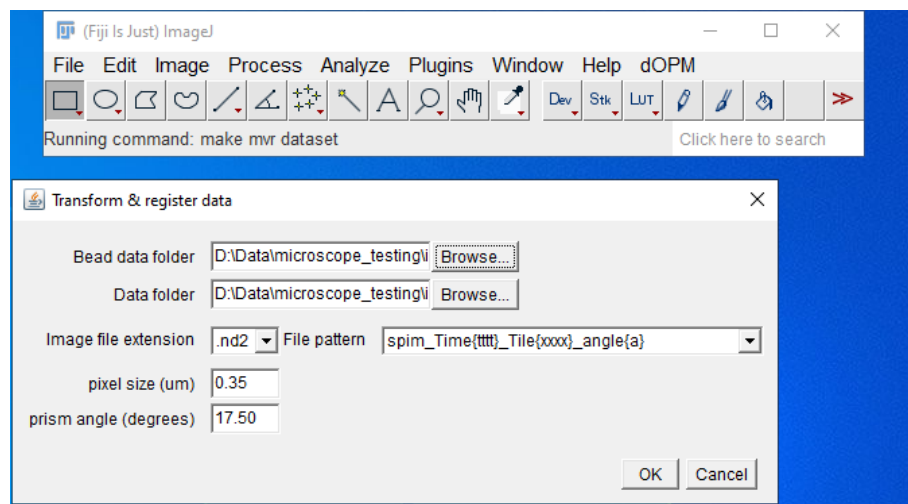 (Fiji Is Just) ImageJ
File Edit Image Process Analyze Plugins Window Help dOPM
A Dev Stk LUT >>
Running command: make mvr dataset Click here to search
Transform & register data
Bead data folder D:\Data\microscope_testing\i Browse...
Data folder D:\Data\microscope_testing\i Browse...
Image file extension .nd2 File pattern spim_Time{tttt}_Tile{xxxx}_angle{a}
pixel size (um) 0.35
prism angle (degrees) 17.50
OK Cancel